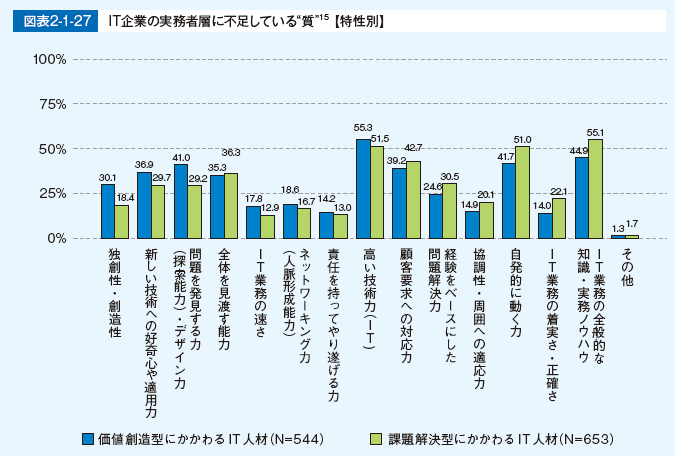 図表2-1-27 IT企業の実務者層に不足している“質”15【特性別】
100%
75%
50%
25%
0%
30.1
18.4
36.9
29.7
41.0
29.2
35.3
36.3
17.8
12.9
18.6
16.7
14.2
13.0
55.3
51.5
39.2
42.7
24.6
30.5
14.9
20.1
41.7
51.0
14.0
22.1
44.9
55.1
1.3
1.7
独創性・創造性
新しい技術への好奇心や適用力
問題を発見する力
(探索能力)・デザイン力
全体を見渡す能力
IT業務の速さ
ネットワーキング力
(人脈形成能力)
責任を持ってやり遂げる力
高い技術力(IT)
顧客要求への対応力
経験をベースにした
問題解決力
協調性・周囲への適応力
自発的に動く力
IT業務の着実さ・正確さ
IT業務の全般的な
知識・実務ノウハウ
その他
価値創造型にかかわるIT人材(N=544)
課題解決型にかかわるIT人材(N=653)